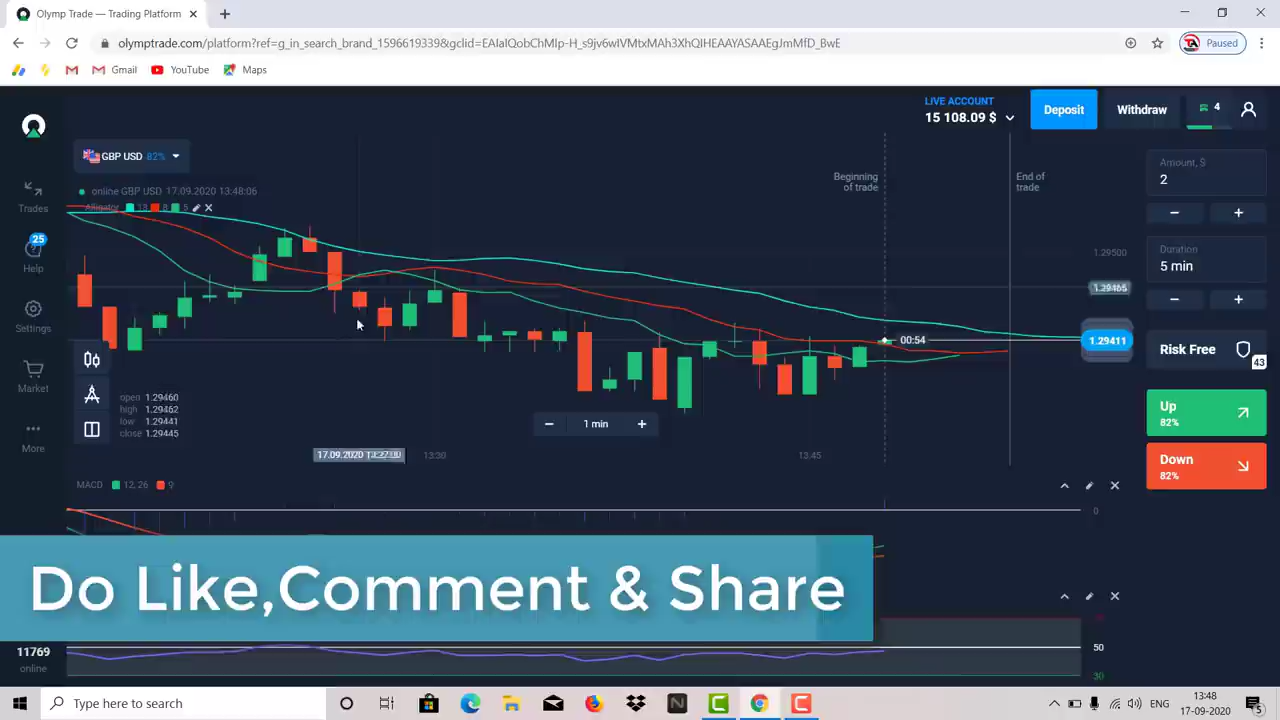 Olymp Trade — Trading Platform
olymptrade.com/platform?ref=g_in_search_brand_1596619339&gclid=EAIaIQobChMIp-H_s9jv6wIVMtxMAh3XhQIHEAAYASAAEgJmMfD_BwE
Paused
Gmail
YouTube
Maps
LIVE ACCOUNT
15 108.09 $
Deposit
Withdraw
4
GBP USD 82%
online GBP USD 17.09.2020 13:48:06
Alligator 13 8 5
Beginning of trade
End of trade
Amount, $
2
Duration
5 min
Trades
25
Help
Settings
Market
More
1.29500
1.29465
1.29411
00:54
Risk Free
43
Up
82%
Down
82%
open 1.29460
high 1.29462
low 1.29441
close 1.29445
1 min
17.09.2020
13:30
13:45
MACD 12, 26 9
0
Do Like,Comment & Share
50
30
11769
online
Type here to search
13:48
17-09-2020
5